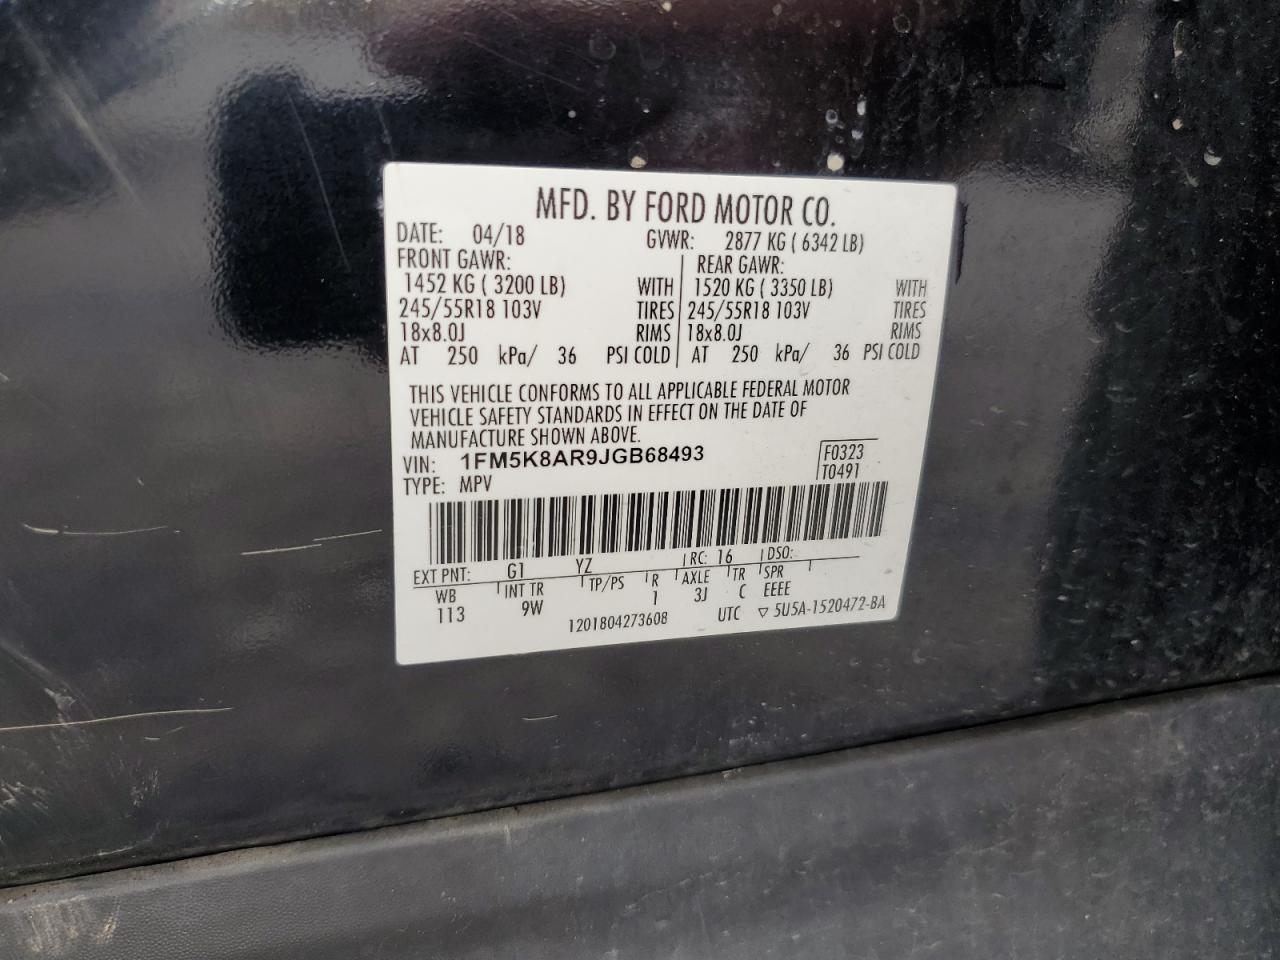 MFD. BY FORD MOTOR CO.
DATE: 04/18 GVWR: 2877 KG ( 6342 LB)
FRONT GAWR: REAR GAWR:
1452 KG ( 3200 LB) WITH 1520 KG ( 3350 LB) WITH
245/55R18 103V TIRES 245/55R18 103V TIRES
18x8.0J RIMS 18x8.0J RIMS
AT 250 kPa/ 36 PSI COLD AT 250 kPa/ 36 PSI COLD
THIS VEHICLE CONFORMS TO ALL APPLICABLE FEDERAL MOTOR
VEHICLE SAFETY STANDARDS IN EFFECT ON THE DATE OF
MANUFACTURE SHOWN ABOVE.
VIN: 1FM5K8AR9JGB68493 F0323
TYPE: MPV T0491
EXT PNT: G1 YZ RC: 16 DSO:
WB INT TR TP/PS R AXLE TR SPR
113 9W 1 3J C EEEE
1201804273608 UTC ▽ 5U5A-1520472-BA